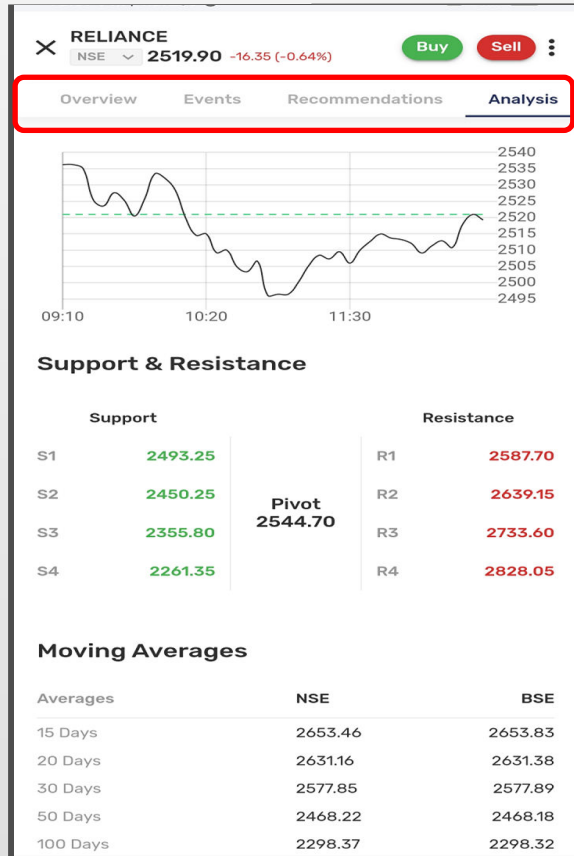 RELIANCE
NSE 2519.90 -16.35 (-0.64%)
Buy Sell
Overview Events Recommendations Analysis
2540
2535
2530
2525
2520
2515
2510
2505
2500
2495
09:10 10:20 11:30
Support & Resistance
Support Resistance
S1 2493.25 R1 2587.70
S2 2450.25 R2 2639.15
Pivot
2544.70
S3 2355.80 R3 2733.60
S4 2261.35 R4 2828.05
Moving Averages
Averages NSE BSE
15 Days 2653.46 2653.83
20 Days 2631.16 2631.38
30 Days 2577.85 2577.89
50 Days 2468.22 2468.18
100 Days 2298.37 2298.32